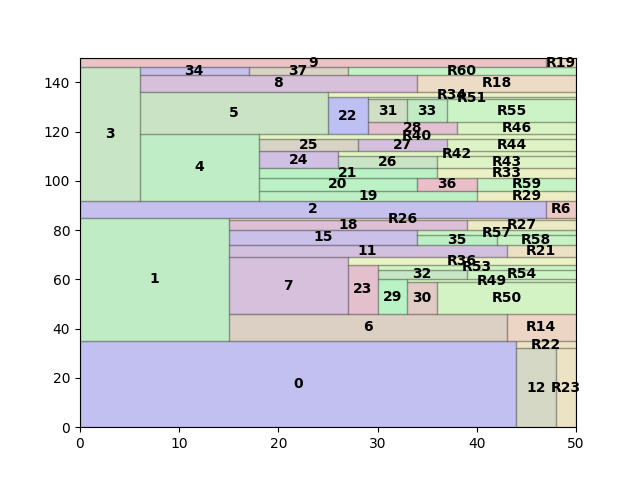 9 R19
34 37 R60
8 R18
R34 R51
3 5 22 31 33 R55
28 R46
R40
25 27 R44
4 24 26 R42 R43
21 R33
20 36 R59
19 R29
2 R6
R26
18 R27
15 35 R57 R58
11 R21
1 7 23 R36
32 R53 R54
29 30 R49 R50
6 R14
R22
0 12 R23
140
120
100
80
60
40
20
0
0 10 20 30 40 50